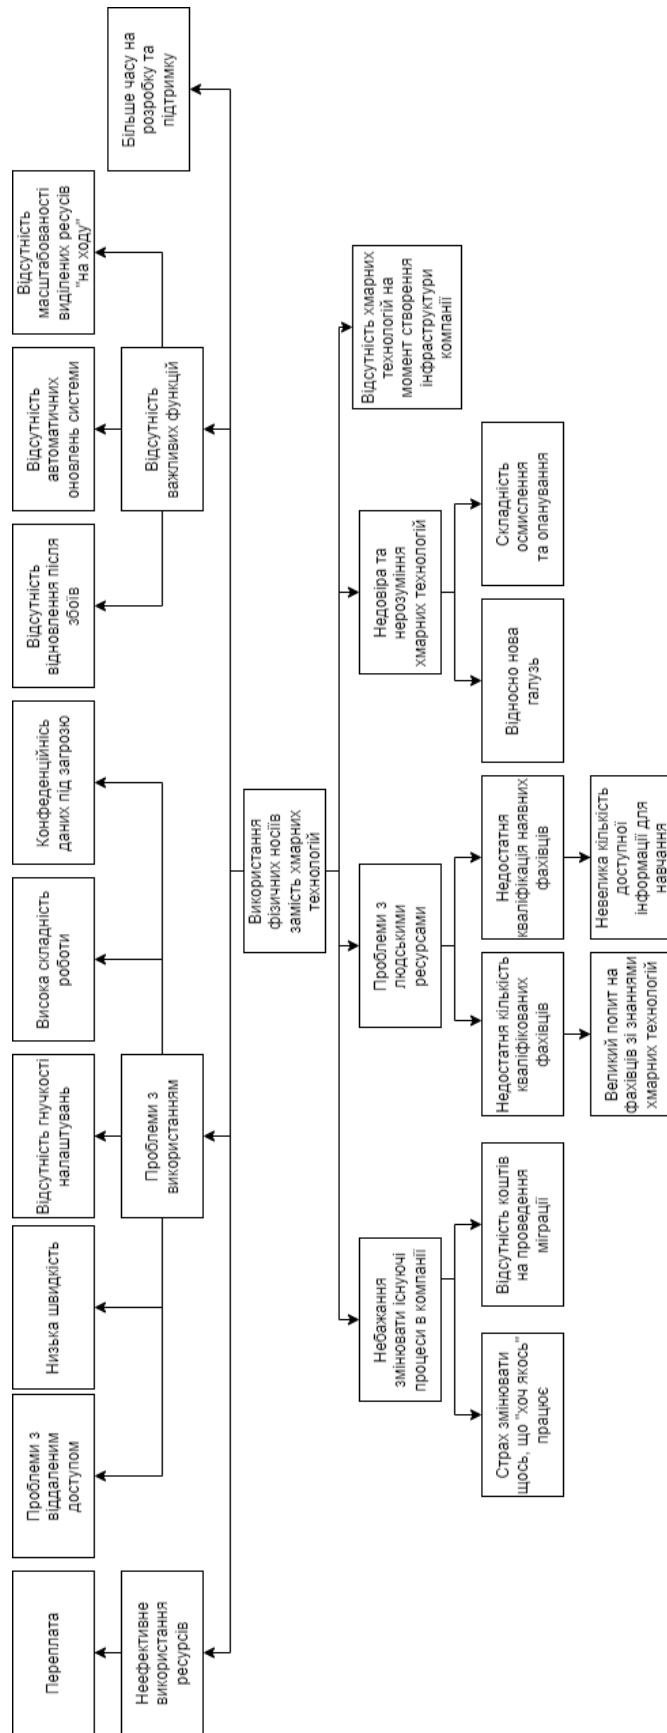 Переплата
Проблеми з
віддаленим
доступом
Низька швидкість
Відсутність гнучкості
налаштувань
Висока складність
роботи
Конфеденційнісь
даних під загрозю
Відсутність
відновлення після
збоїв
Відсутність
автоматичних
оновлень системи
Відсутність
масштабованості
виділених ресусів
"на ходу"
Неефективне
використання
ресурсів
Проблеми з
використанням
Відсутність
важливих функцій
Більше часу на
розробку та
підтримку
Використання
фізичних носіїв
замість хмарних
технологій
Небажання
змінювати існуючі
процеси в компанії
Проблеми з
людськими
ресурсами
Недовіра та
нерозуміння
хмарних технологій
Відсутність хмарних
технологій на
момент створення
інфраструктури
компанії
Страх змінювати
щось, що "хоч якось"
працює
Відсутність коштів
на проведення
міграції
Недостатня кількість
кваліфікованих
фахівців
Недостатня
кваліфікація наявних
фахівців
Відносно нова
галузь
Складність
осмислення
та опанування
Великий попит на
фахівців зі знаннями
хмарних технологій
Невелика кількість
доступної
інформації для
навчання